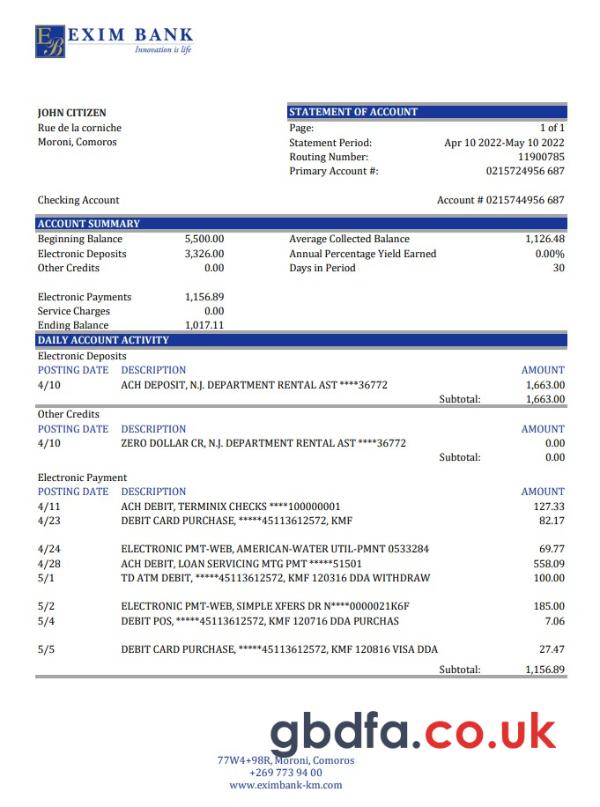 EB EXIM BANK
Innovation is life
JOHN CITIZEN
Rue de la corniche
Moroni, Comoros
STATEMENT OF ACCOUNT
Page: 1 of 1
Statement Period: Apr 10 2022-May 10 2022
Routing Number: 11900785
Primary Account #: 0215724956 687
Checking Account Account # 0215744956 687
ACCOUNT SUMMARY
Beginning Balance 5,500.00 Average Collected Balance 1,126.48
Electronic Deposits 3,326.00 Annual Percentage Yield Earned 0.00%
Other Credits 0.00 Days in Period 30
Electronic Payments 1,156.89
Service Charges 0.00
Ending Balance 1,017.11
DAILY ACCOUNT ACTIVITY
Electronic Deposits
POSTING DATE DESCRIPTION AMOUNT
4/10 ACH DEPOSIT, N.J. DEPARTMENT RENTAL AST ****36772 1,663.00
Subtotal: 1,663.00
Other Credits
POSTING DATE DESCRIPTION AMOUNT
4/10 ZERO DOLLAR CR, N.J. DEPARTMENT RENTAL AST ****36772 0.00
Subtotal: 0.00
Electronic Payment
POSTING DATE DESCRIPTION AMOUNT
4/11 ACH DEBIT, TERMINIX CHECKS ****100000001 127.33
4/23 DEBIT CARD PURCHASE, *****45113612572, KMF 82.17
4/24 ELECTRONIC PMT-WEB, AMERICAN-WATER UTIL-PMNT 0533284 69.77
4/28 ACH DEBIT, LOAN SERVICING MTG PMT *****51501 558.09
5/1 TD ATM DEBIT, *****45113612572, KMF 120316 DDA WITHDRAW 100.00
5/2 ELECTRONIC PMT-WEB, SIMPLE XFERS DR N****0000021K6F 185.00
5/4 DEBIT POS, *****45113612572, KMF 120716 DDA PURCHAS 7.06
5/5 DEBIT CARD PURCHASE, *****45113612572, KMF 120816 VISA DDA 27.47
Subtotal: 1,156.89
gbdfa.co.uk
77W4+98R, Moroni, Comoros
+269 773 94 00
www.eximbank-km.com